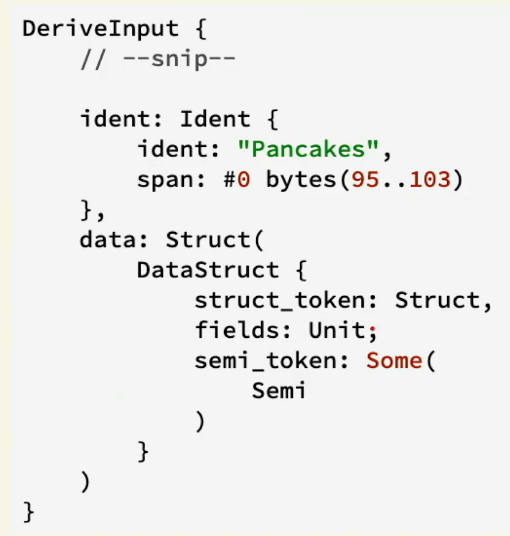 DeriveInput {
    // --snip--

    ident: Ident {
        ident: "Pancakes",
        span: #0 bytes(95..103)
    },
    data: Struct(
        DataStruct {
            struct_token: Struct,
            fields: Unit;
            semi_token: Some(
                Semi
            )
        }
    )
}